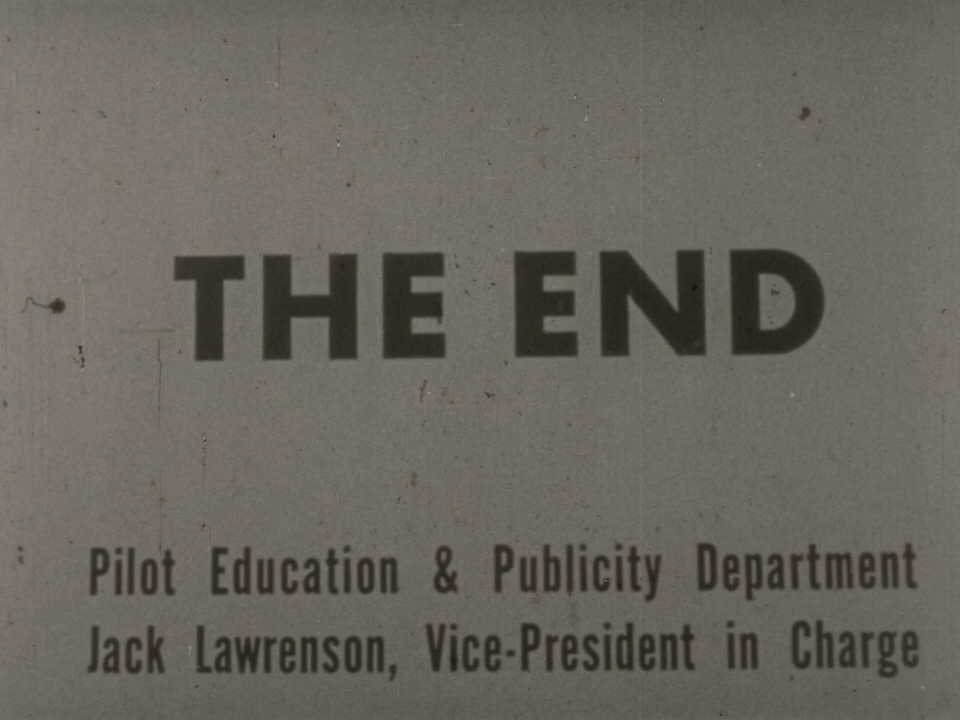 THE END
Pilot Education & Publicity Department
Jack Lawrenson, Vice-President in Charge